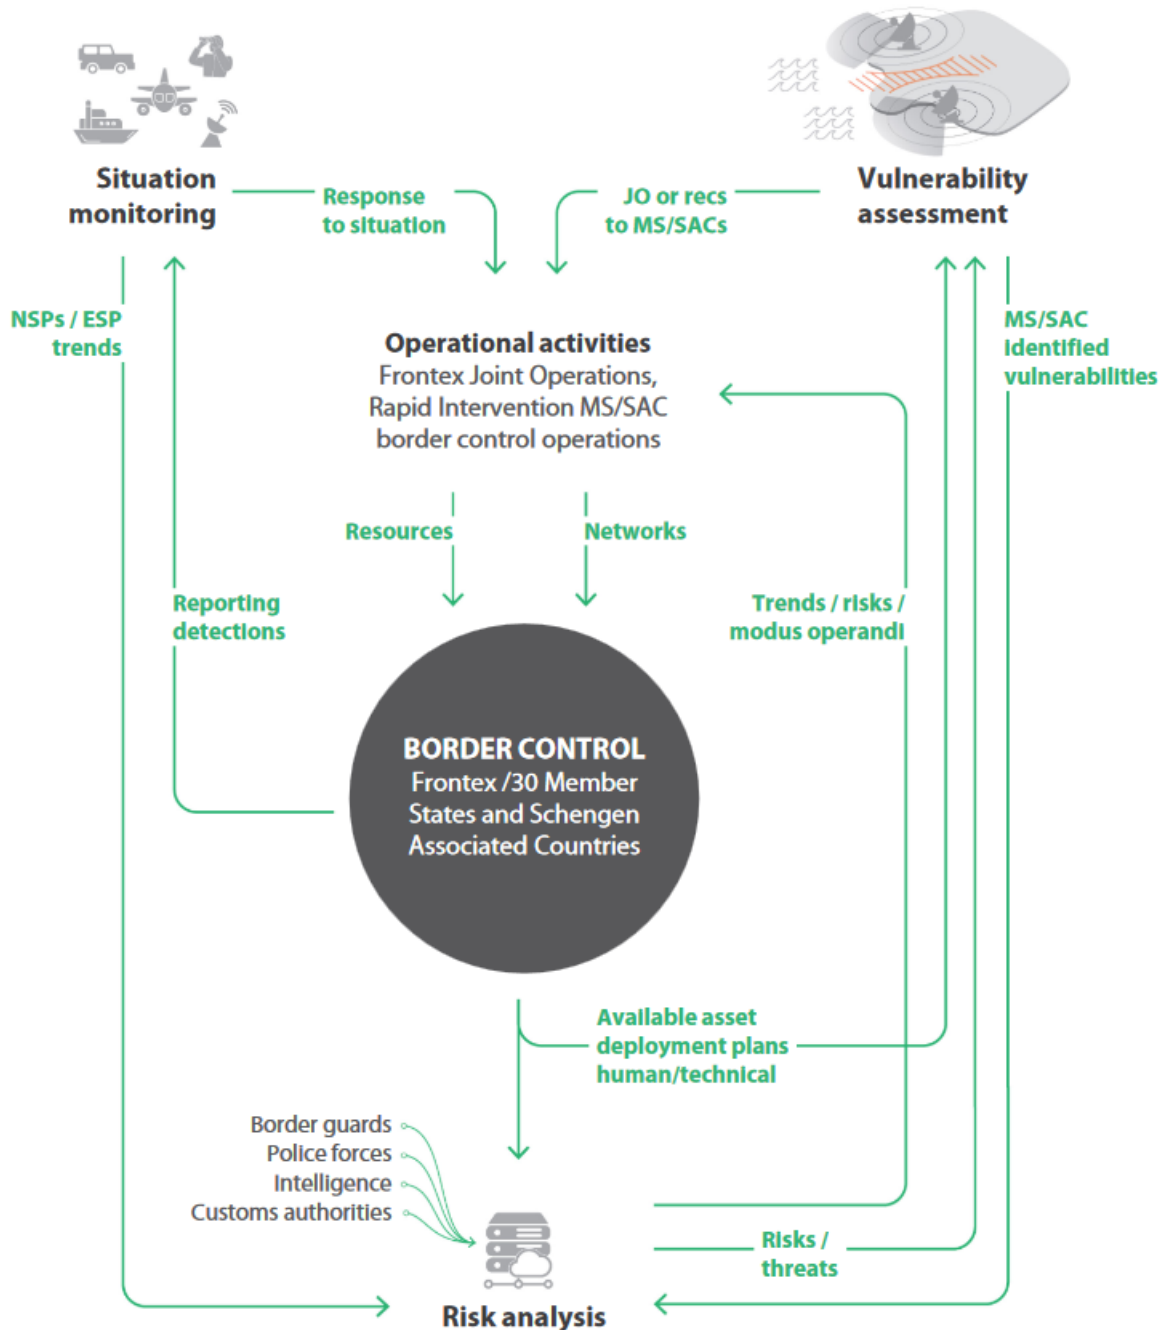 Situation
monitoring
Vulnerability
assessment
Response
to situation
JO or recs
to MS/SACs
NSPs / ESP
trends
MS/SAC
identified
vulnerabilities
Operational activities
Frontex Joint Operations,
Rapid Intervention MS/SAC
border control operations
Resources
Networks
Reporting
detections
Trends / risks /
modus operandi
BORDER CONTROL
Frontex /30 Member
States and Schengen
Associated Countries
Available asset
deployment plans
human/technical
Border guards
Police forces
Intelligence
Customs authorities
Risks /
threats
Risk analysis